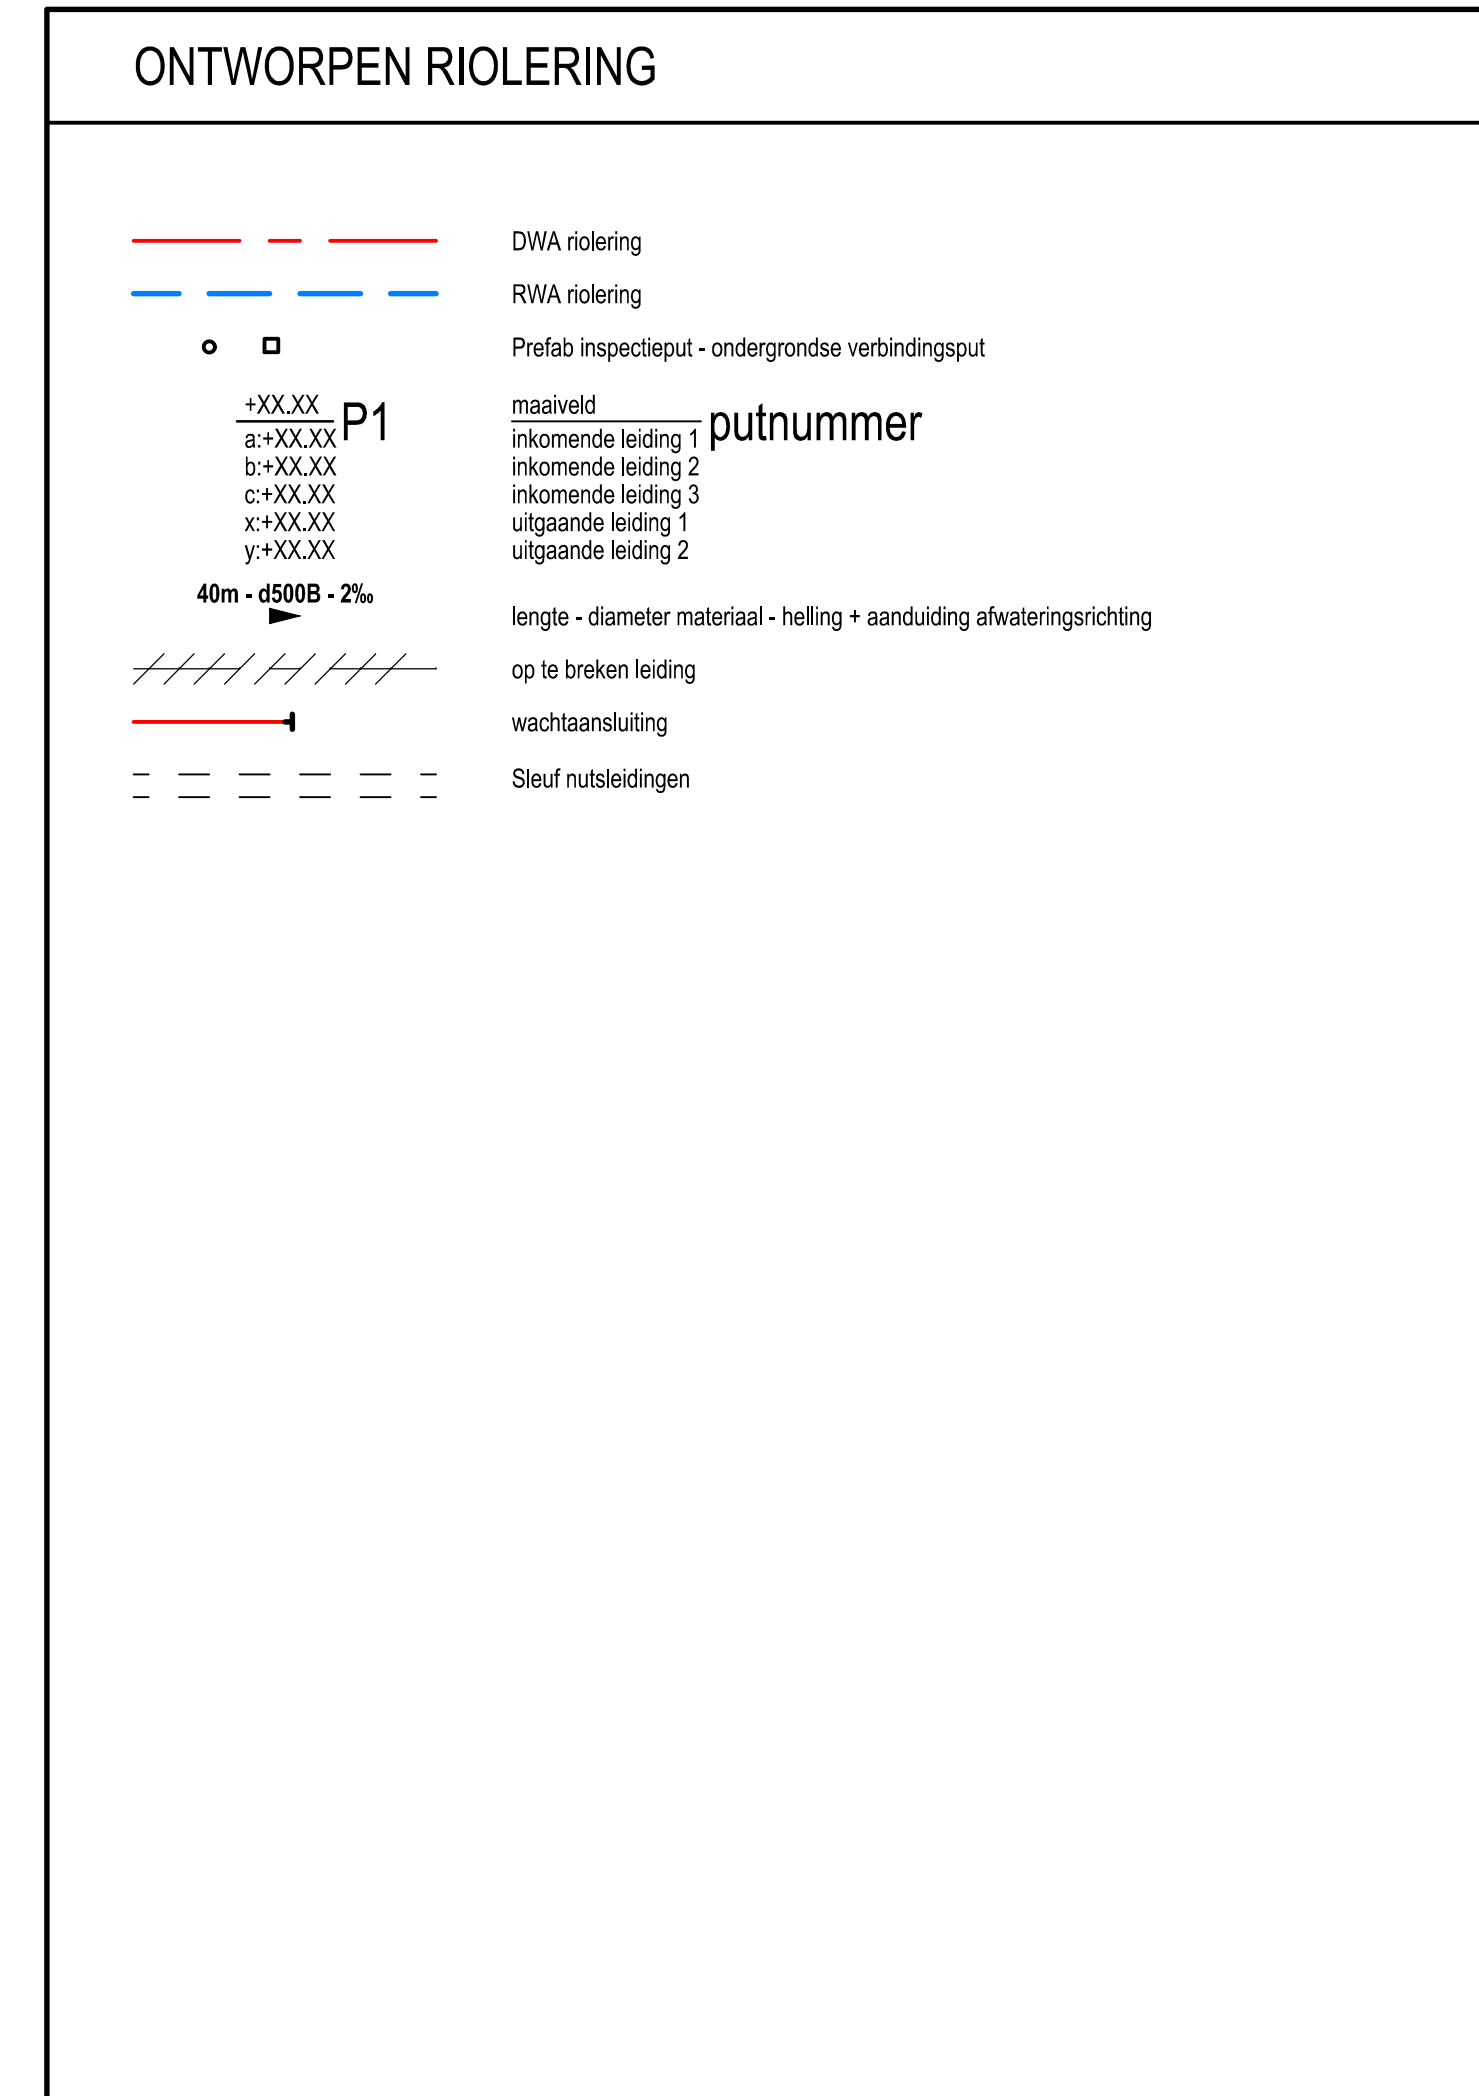 ONTWORPEN RIOLERING
DWA riolering
RWA riolering
Prefab inspectieput - ondergrondse verbindingsput
+XX.XX P1 maaiveld putnummer
a:+XX.XX inkomende leiding 1
b:+XX.XX inkomende leiding 2
c:+XX.XX inkomende leiding 3
x:+XX.XX uitgaande leiding 1
y:+XX.XX uitgaande leiding 2
40m - d500B - 2‰
lengte - diameter materiaal - helling + aanduiding afwateringsrichting
op te breken leiding
wachtaansluiting
Sleuf nutsleidingen